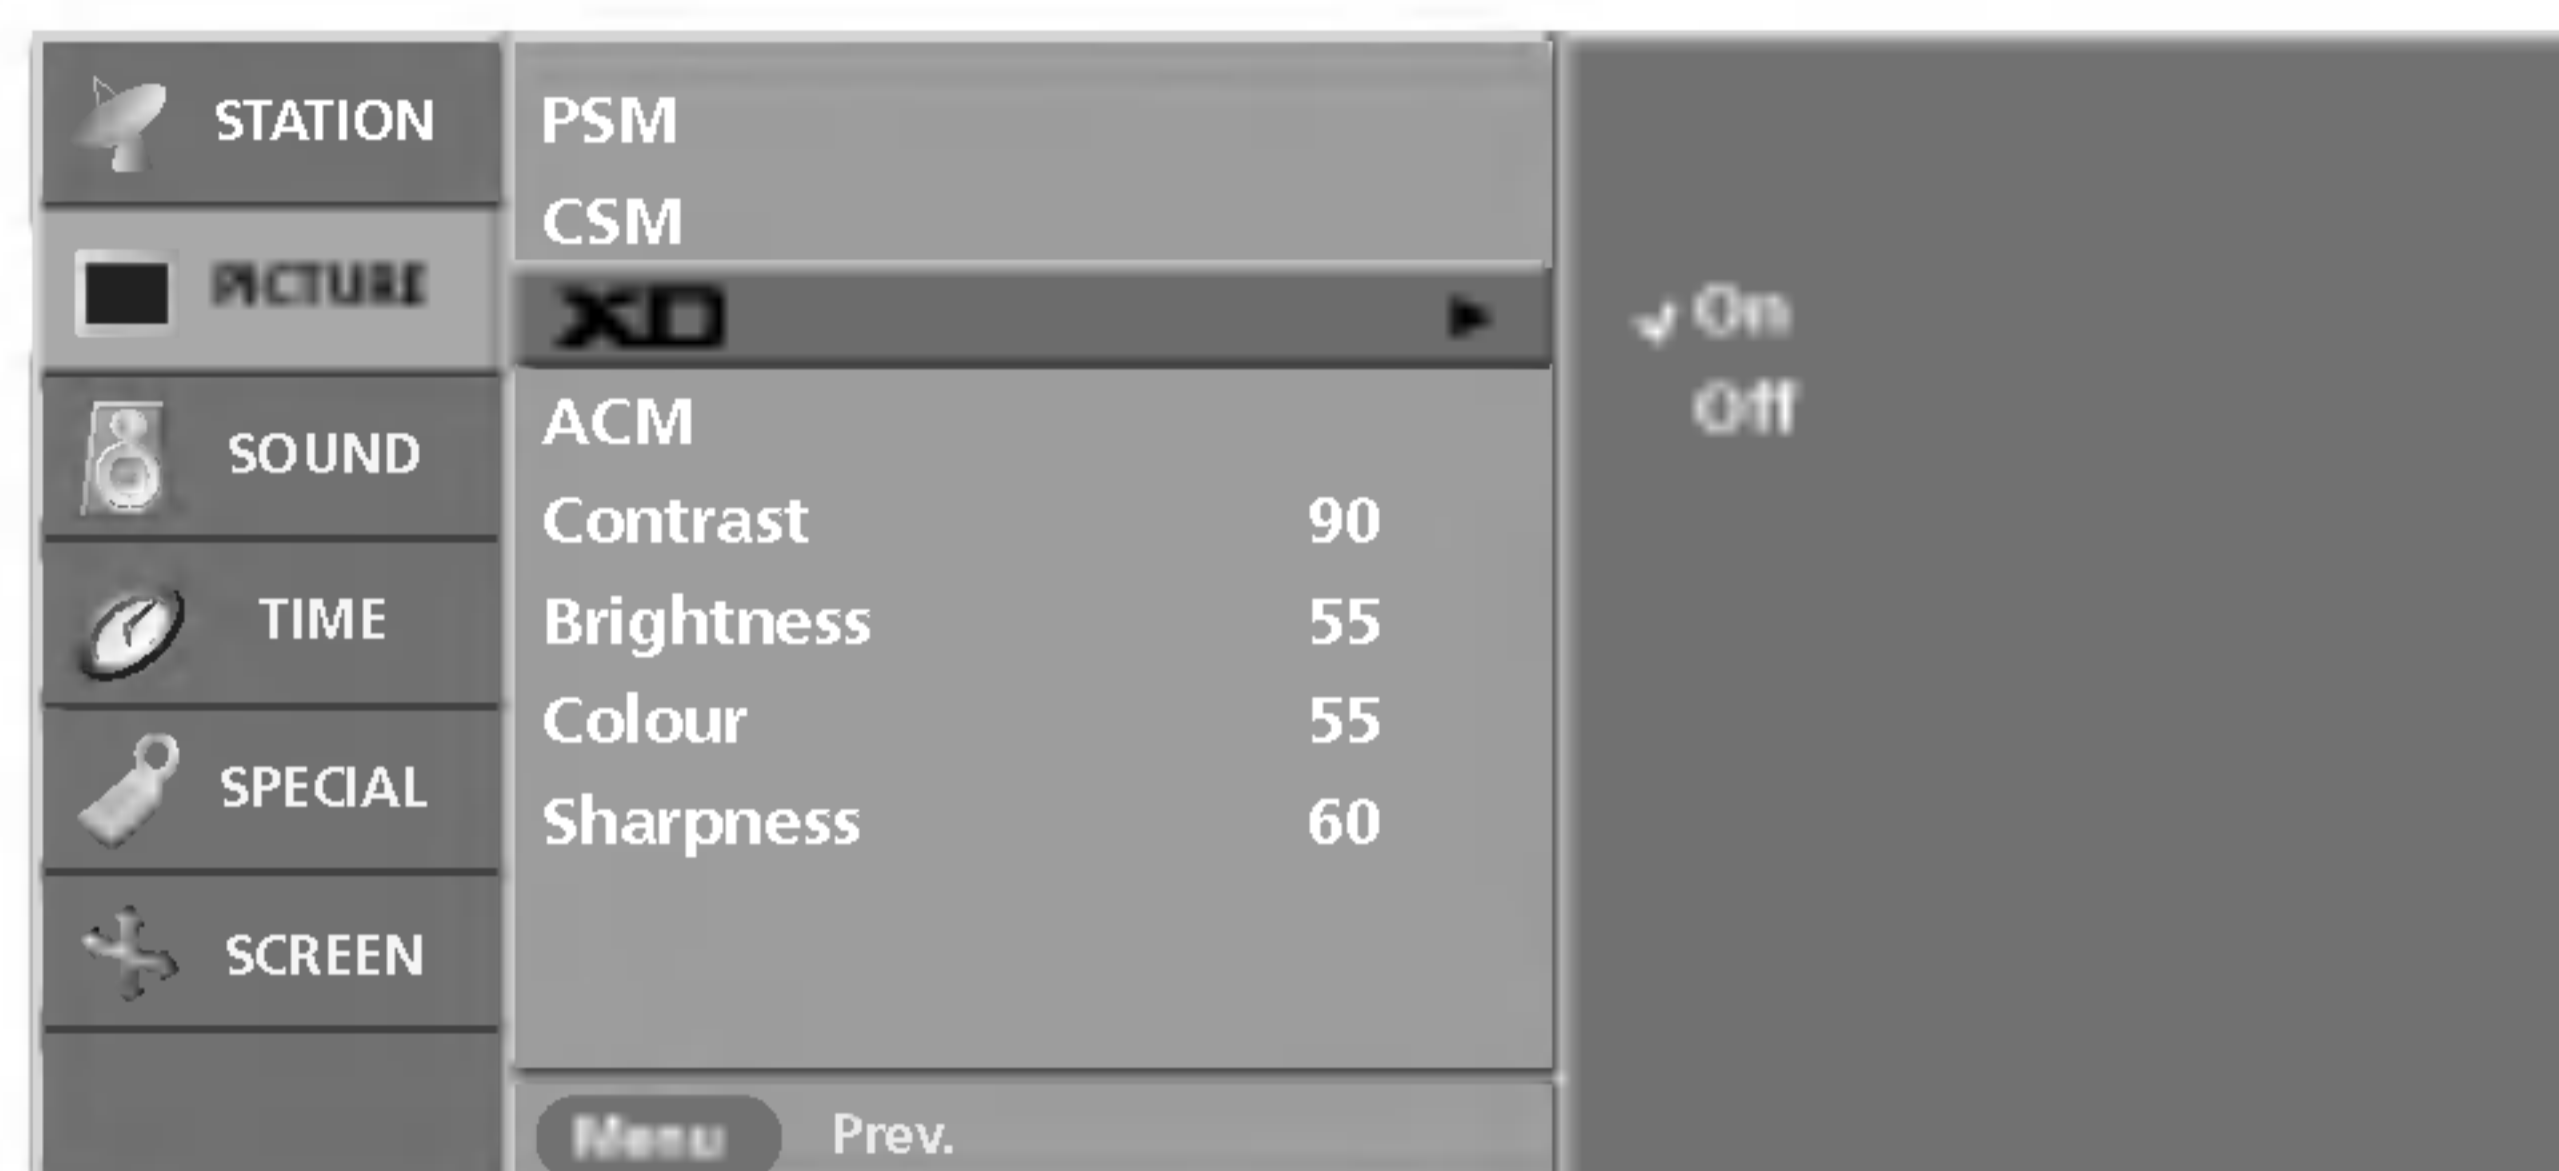 STATION
PICTURE
SOUND
TIME
SPECIAL
SCREEN
PSM
CSM
XD
ACM
Contrast 90
Brightness 55
Colour 55
Sharpness 60
Menu Prev.
On
Off